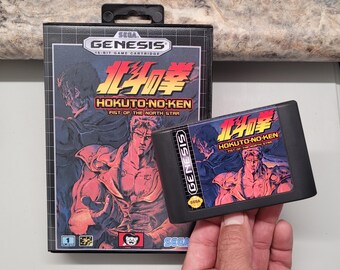 SEGA
GENESIS
16-BIT GAME CARTRIDGE
北斗の拳
HOKUTO-NO-KEN
FIST OF THE NORTH STAR
SEGA
GENESIS
北斗の拳
HOKUTO-NO-KEN
FIST OF THE NORTH STAR
SEGA